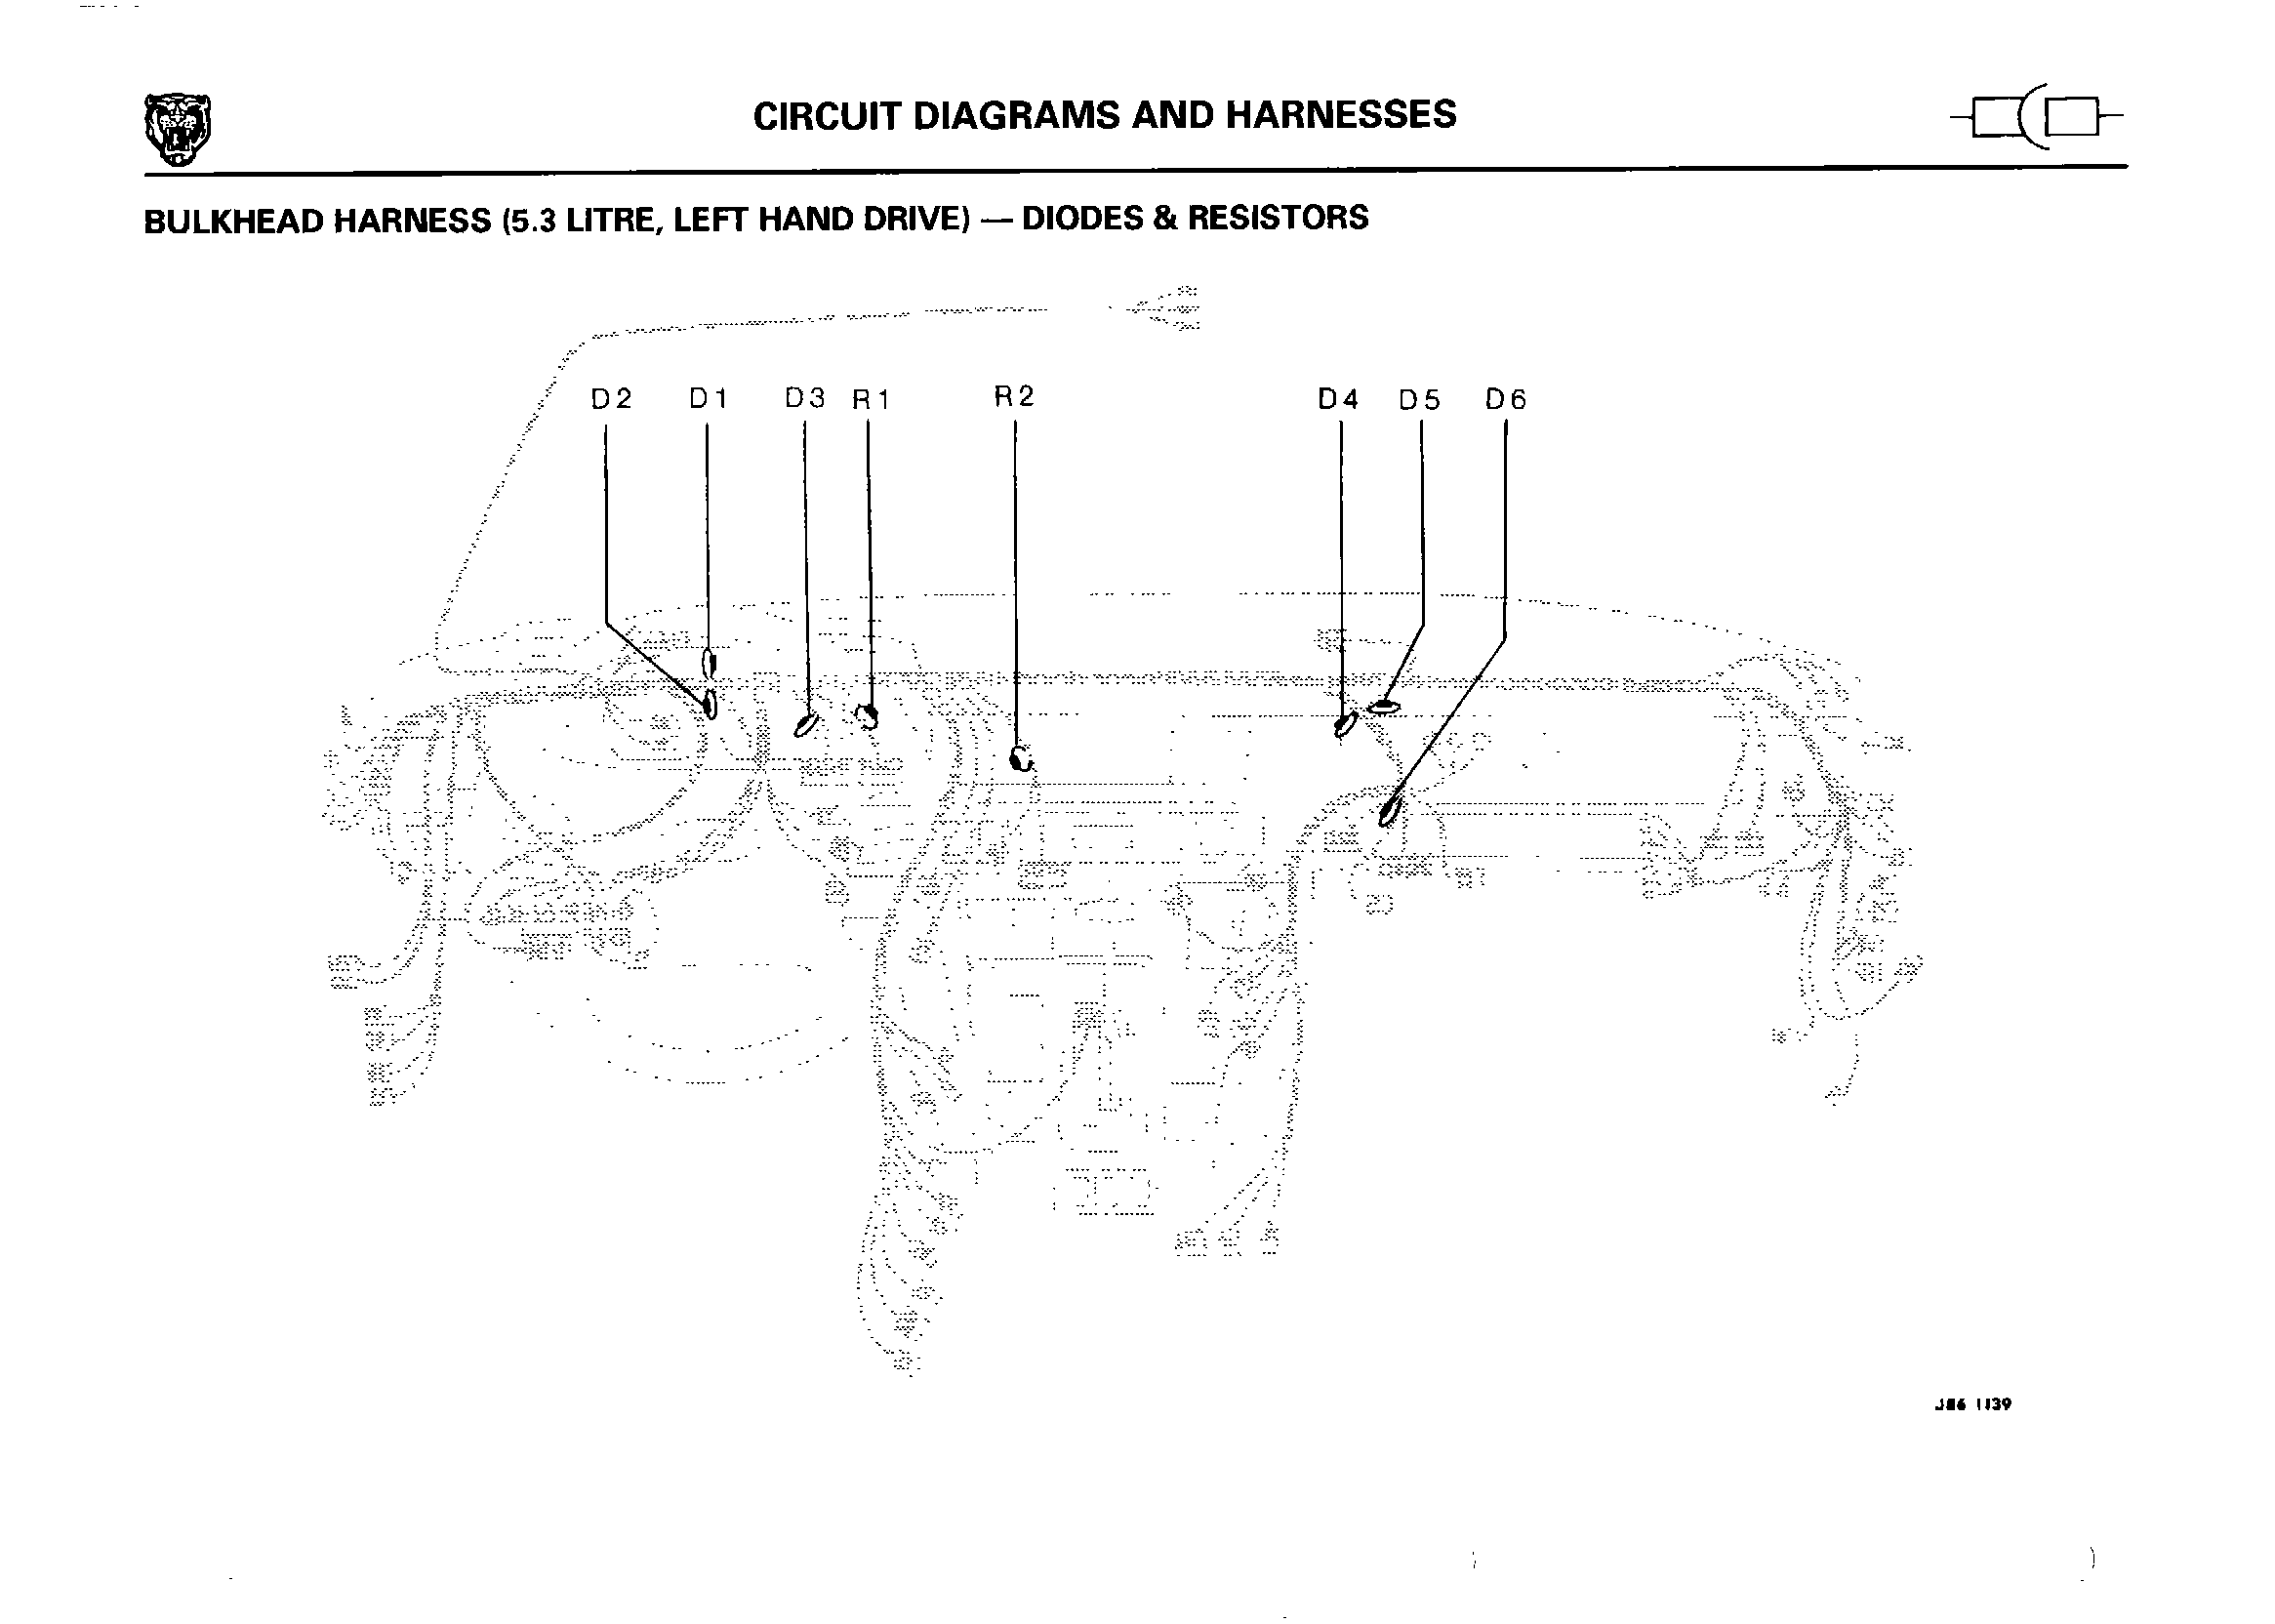 CIRCUIT DIAGRAMS AND HARNESSES
BULKHEAD HARNESS (5.3 LITRE, LEFT HAND DRIVE) — DIODES & RESISTORS
D2 D1 D3 R1 R2 D4 D5 D6
J86 1139